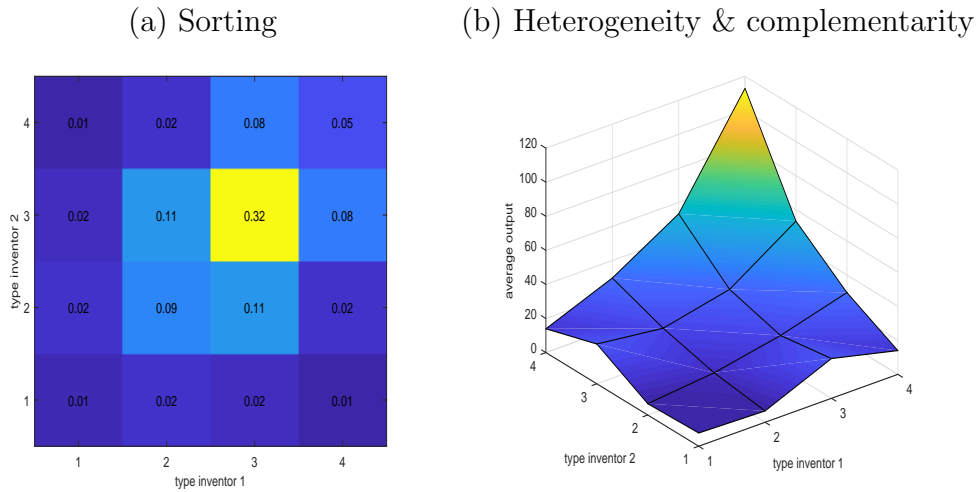 (a) Sorting
4
0.01 0.02 0.08 0.05
3
0.02 0.11 0.32 0.08
2
0.02 0.09 0.11 0.02
1
0.01 0.02 0.02 0.01
1 2 3 4
type inventor 1
type inventor 2
(b) Heterogeneity & complementarity
120
100
80
60
40
20
0
average output
4
3
2
1
type inventor 2
1
2
3
4
type inventor 1